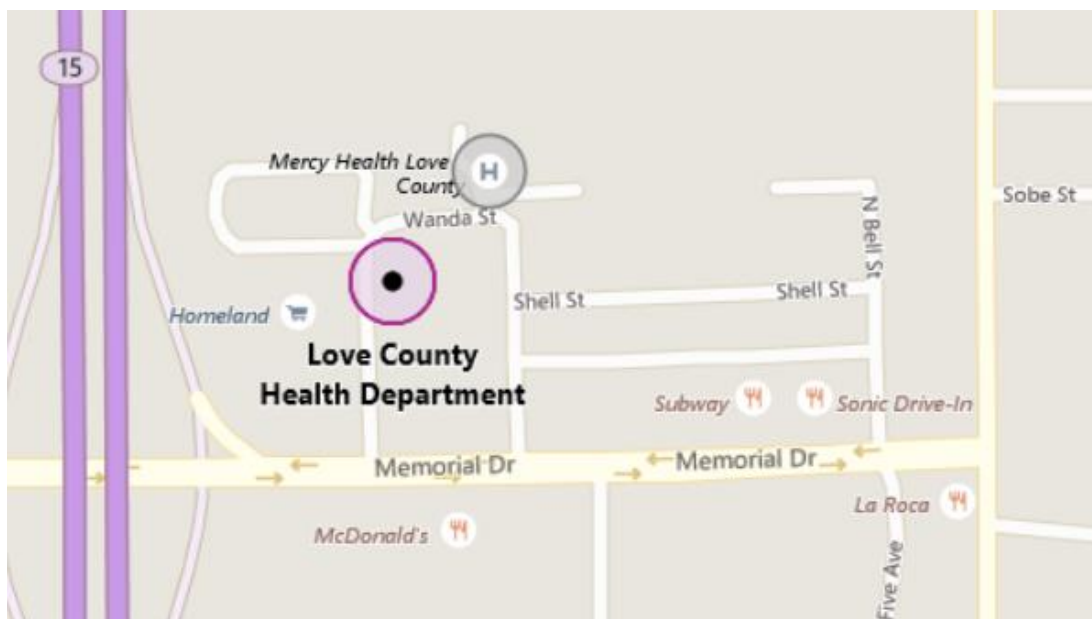 15
Mercy Health Love
County
H
Wanda St
N Bell St
Sobe St
Shell St
Shell St
Homeland
Love County
Health Department
Subway
Sonic Drive-In
Memorial Dr
Memorial Dr
La Roca
McDonald's
Five Ave